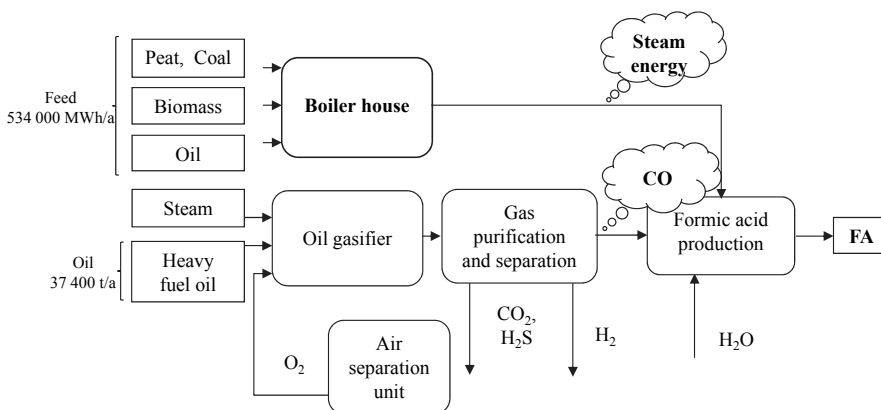 Feed
534 000 MWh/a
Peat, Coal
Biomass
Oil
Boiler house
Steam
energy
Steam
Oil
37 400 t/a
Heavy
fuel oil
Oil gasifier
Gas
purification
and separation
CO
Formic acid
production
FA
O₂
Air
separation
unit
CO₂,
H₂S
H₂
H₂O